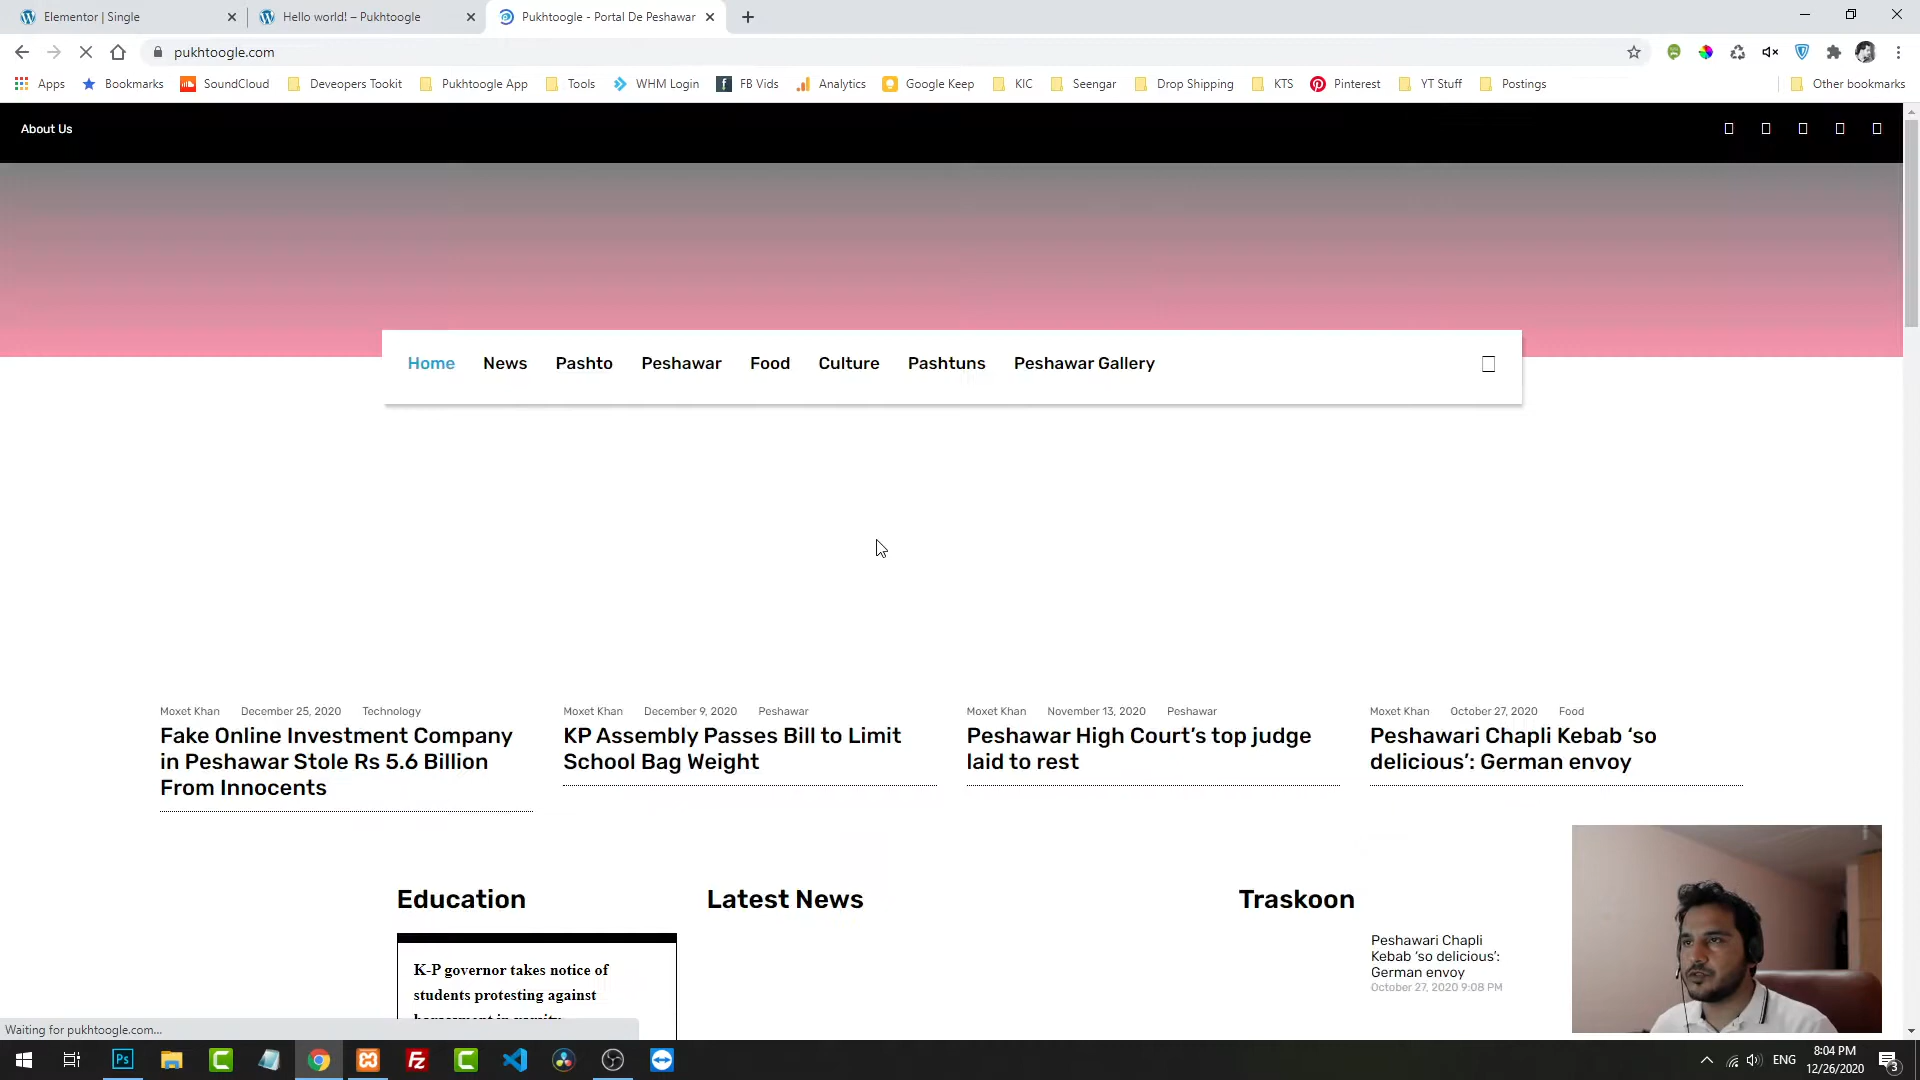 Elementor | Single
Hello world! – Pukhtoogle
Pukhtoogle - Portal De Peshawar
pukhtoogle.com
Apps
Bookmarks
SoundCloud
Deveopers Tookit
Pukhtoogle App
Tools
WHM Login
FB Vids
Analytics
Google Keep
KIC
Seengar
Drop Shipping
KTS
Pinterest
YT Stuff
Postings
Other bookmarks
About Us
Home News Pashto Peshawar Food Culture Pashtuns Peshawar Gallery
Moxet Khan December 25, 2020 Technology
Fake Online Investment Company
in Peshawar Stole Rs 5.6 Billion
From Innocents
Moxet Khan December 9, 2020 Peshawar
KP Assembly Passes Bill to Limit
School Bag Weight
Moxet Khan November 13, 2020 Peshawar
Peshawar High Court’s top judge
laid to rest
Moxet Khan October 27, 2020 Food
Peshawari Chapli Kebab ‘so
delicious’: German envoy
Education
K-P governor takes notice of
students protesting against
Latest News
Traskoon
Peshawari Chapli
Kebab ‘so delicious’:
German envoy
October 27, 2020 9:08 PM
Waiting for pukhtoogle.com...
Ps
Fz
ENG
8:04 PM
12/26/2020
3